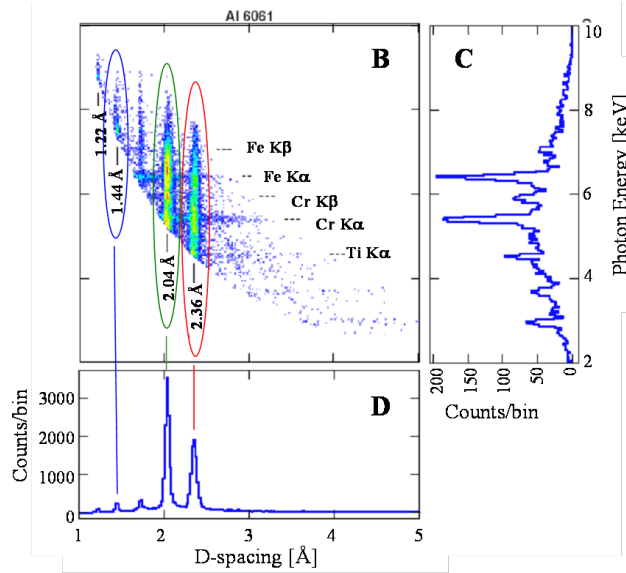 Al 6061
B
C
10
8
6
4
2
Photon Energy [keV]
Fe Kβ
Fe Kα
Cr Kβ
Cr Kα
Ti Kα
1.22 Å
1.44 Å
2.04 Å
2.36 Å
200
150
100
50
0
Counts/bin
D
3000
2000
1000
0
Counts/bin
1
2
3
4
5
D-spacing [Å]